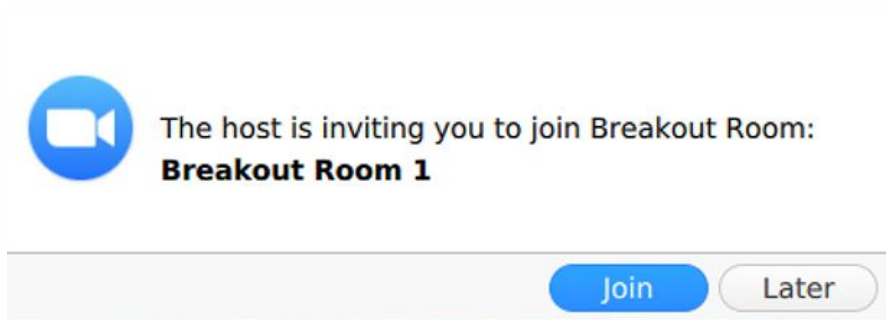 The host is inviting you to join Breakout Room:
Breakout Room 1
Join Later